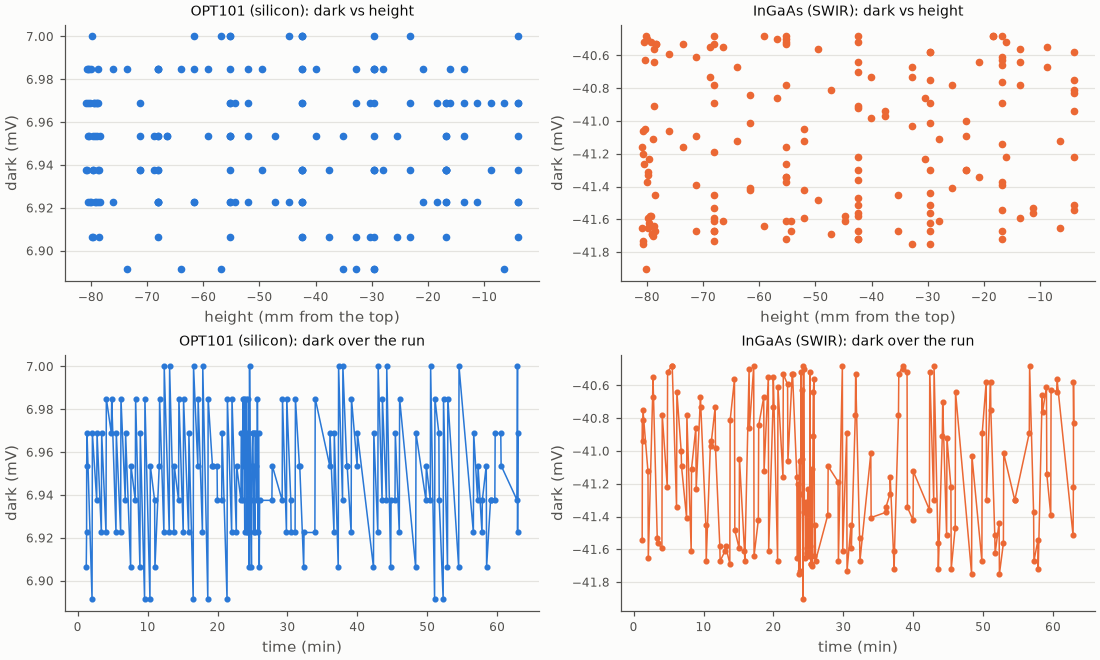 OPT101 (silicon): dark vs height
7.00
6.98
6.96
6.94
6.92
6.90
dark (mV)
−80 −70 −60 −50 −40 −30 −20 −10
height (mm from the top)
InGaAs (SWIR): dark vs height
−40.6
−40.8
−41.0
−41.2
−41.4
−41.6
−41.8
dark (mV)
−80 −70 −60 −50 −40 −30 −20 −10
height (mm from the top)
OPT101 (silicon): dark over the run
7.00
6.98
6.96
6.94
6.92
6.90
dark (mV)
0 10 20 30 40 50 60
time (min)
InGaAs (SWIR): dark over the run
−40.6
−40.8
−41.0
−41.2
−41.4
−41.6
−41.8
dark (mV)
0 10 20 30 40 50 60
time (min)